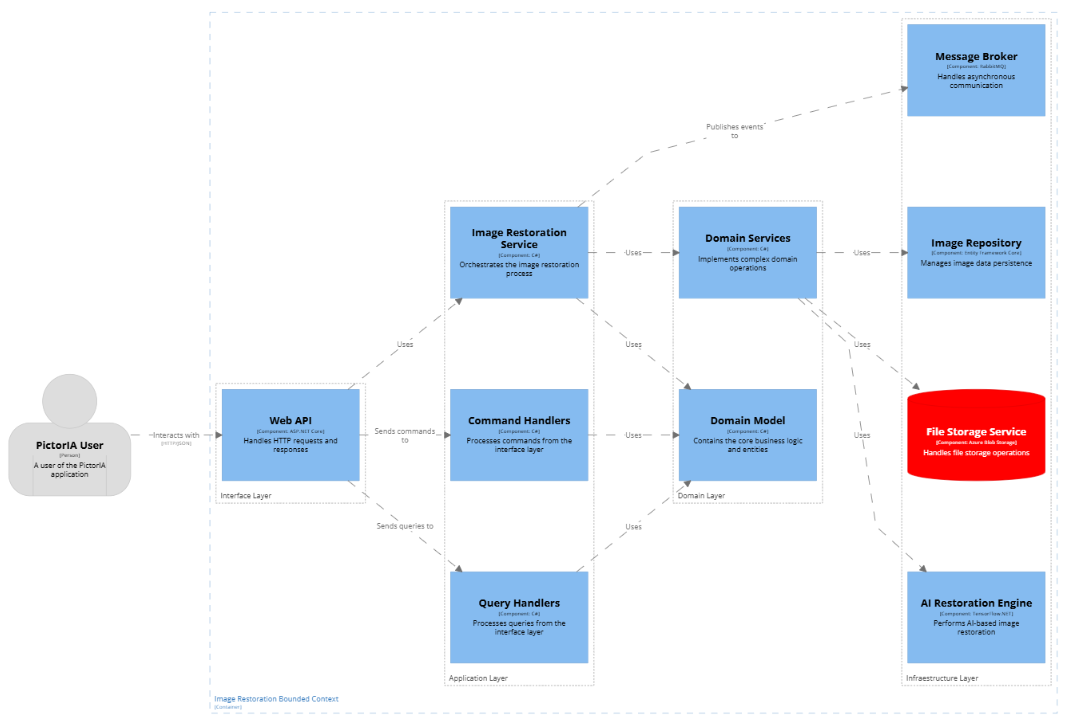 Message Broker
[Component: RabbitMQ]
Handles asynchronous
communication
Publishes events
to
Image Restoration
Service
[Component: C#]
Orchestrates the image restoration
process
Uses
Domain Services
[Component: C#]
Implements complex domain
operations
Uses
Image Repository
[Component: Entity Framework Core]
Manages image data persistence
Uses
Uses
Uses
PictorIA User
[Person]
A user of the PictorIA
application
Interacts with
[HTTP/JSON]
Web API
[Component: ASP.NET Core]
Handles HTTP requests and
responses
Interface Layer
Sends commands
to
Command Handlers
[Component: C#]
Processes commands from the
interface layer
Uses
Domain Model
[Component: C#]
Contains the core business logic
and entities
Domain Layer
Uses
File Storage Service
[Component: Azure Blob Storage]
Handles file storage operations
Sends queries to
Uses
Query Handlers
[Component: C#]
Processes queries from the
interface layer
Application Layer
AI Restoration Engine
[Component: TensorFlow.NET]
Performs AI-based image
restoration
Infraestructure Layer
Image Restoration Bounded Context
[Container]